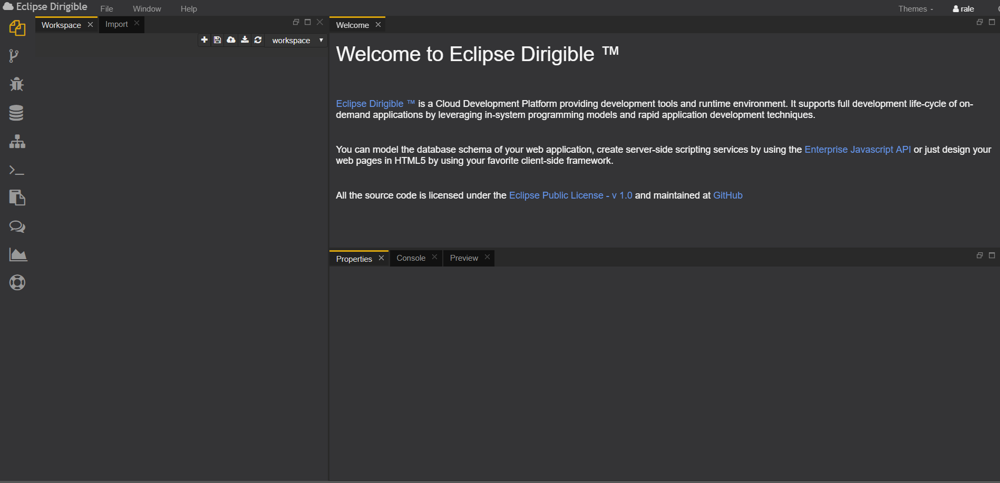 Eclipse Dirigible File Window Help Themes rale
Workspace Import Welcome
workspace
Welcome to Eclipse Dirigible ™
Eclipse Dirigible ™ is a Cloud Development Platform providing development tools and runtime environment. It supports full development life-cycle of on-
demand applications by leveraging in-system programming models and rapid application development techniques.
You can model the database schema of your web application, create server-side scripting services by using the Enterprise Javascript API or just design your
web pages in HTML5 by using your favorite client-side framework.
All the source code is licensed under the Eclipse Public License - v 1.0 and maintained at GitHub
Properties Console Preview